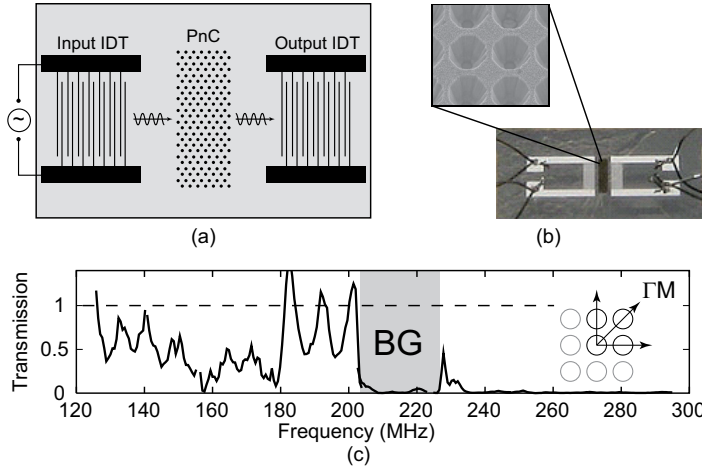 Input IDT
PnC
Output IDT
~
(a)
(b)
Transmission
1
0.5
0
BG
ΓM
120 140 160 180 200 220 240 260 280 300
Frequency (MHz)
(c)